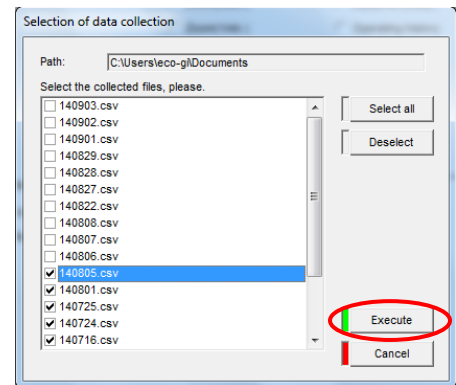 Selection of data collection
Path: C:\Users\eco-gi\Documents
Select the collected files, please.
140903.csv
140902.csv
140901.csv
140829.csv
140828.csv
140827.csv
140822.csv
140808.csv
140807.csv
140806.csv
140805.csv
140801.csv
140725.csv
140724.csv
140716.csv
Select all
Deselect
Execute
Cancel